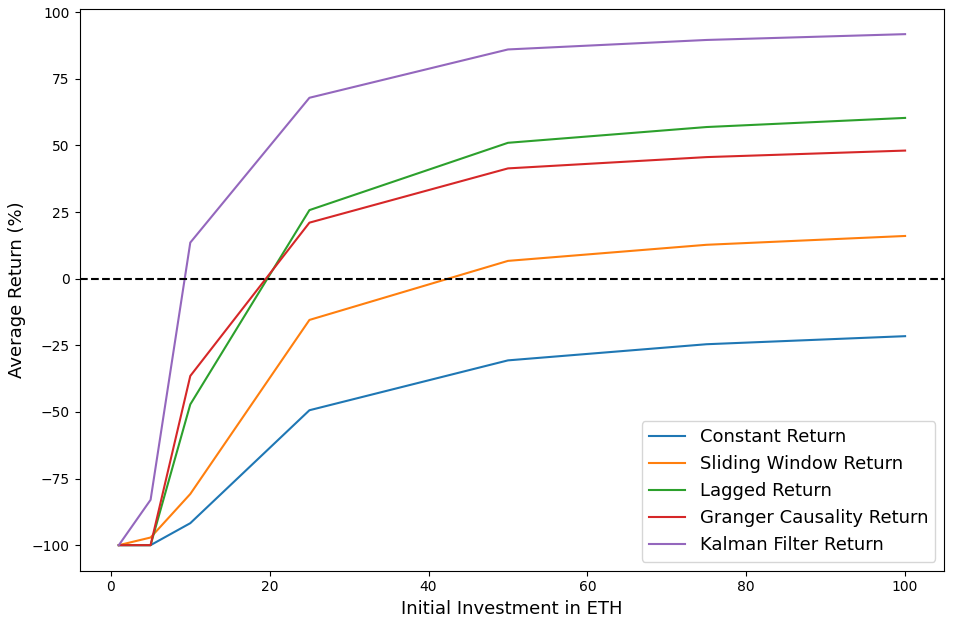 100
75
50
25
0
−25
−50
−75
−100
Average Return (%)
0 20 40 60 80 100
Initial Investment in ETH
Constant Return
Sliding Window Return
Lagged Return
Granger Causality Return
Kalman Filter Return